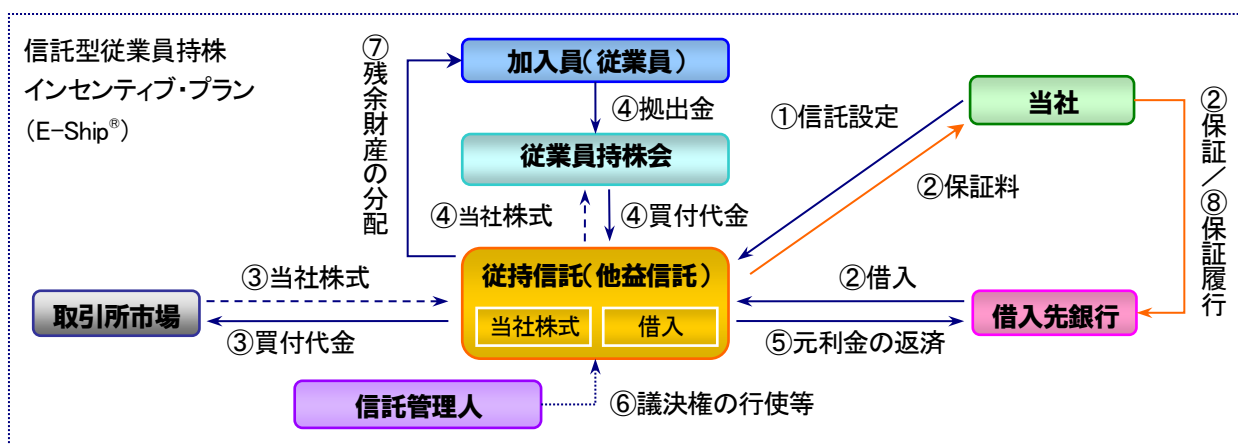 信託型従業員持株
インセンティブ・プラン
（E-Ship®）
⑦残余財産の分配
加入員（従業員）
④拠出金
従業員持株会
④当社株式
④買付代金
①信託設定
②保証料
当社
②保証／⑧保証履行
従持信託（他益信託）
当社株式
借入
③当社株式
③買付代金
取引所市場
②借入
⑤元利金の返済
借入先銀行
信託管理人
⑥議決権の行使等